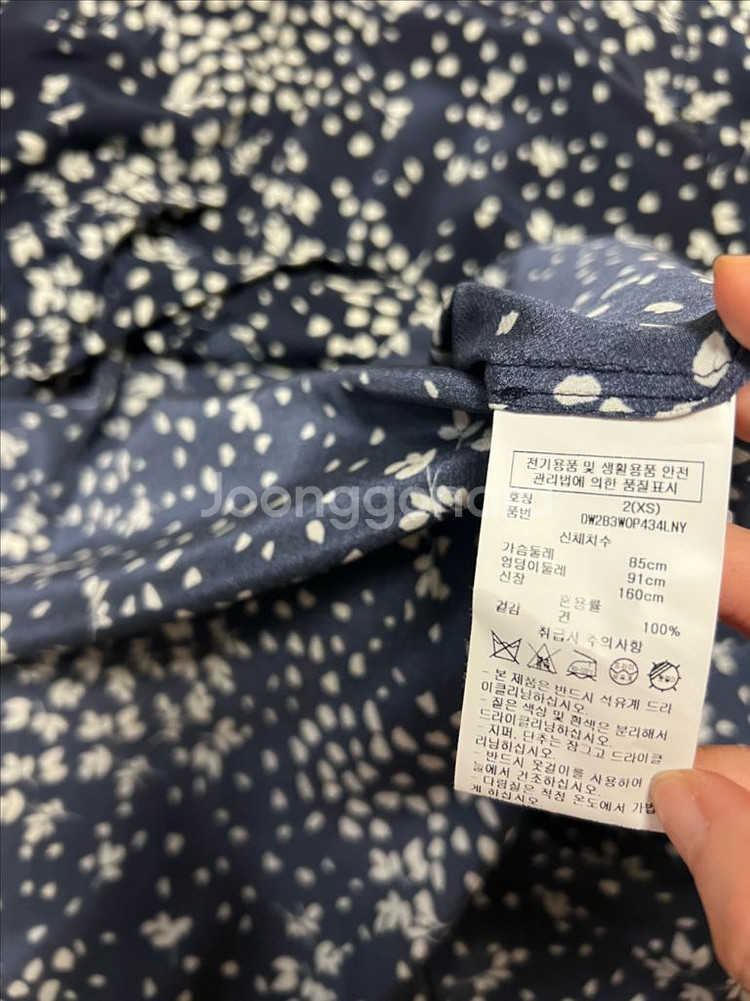 전기용품 및 생활용품 안전
관리법에 의한 품질표시
호칭 2(XS)
품번 DW2B3WOP434LNY
신체치수
가슴둘레 85cm
엉덩이둘레 91cm
신장 160cm
혼용률
겉감 견 100%
취급시 주의사항
- 본 제품은 반드시 석유계 드라
이클리닝하십시오.
- 짙은 색상 및 흰색은 분리해서
드라이클리닝하십시오.
- 지퍼, 단추는 잠그고 드라이클
리닝하십시오.
- 반드시 옷걸이를 사용하여
늘에서 건조하십시오.
- 다림질은 적정 온도에서 가볍
게 하십시오
Joonggona